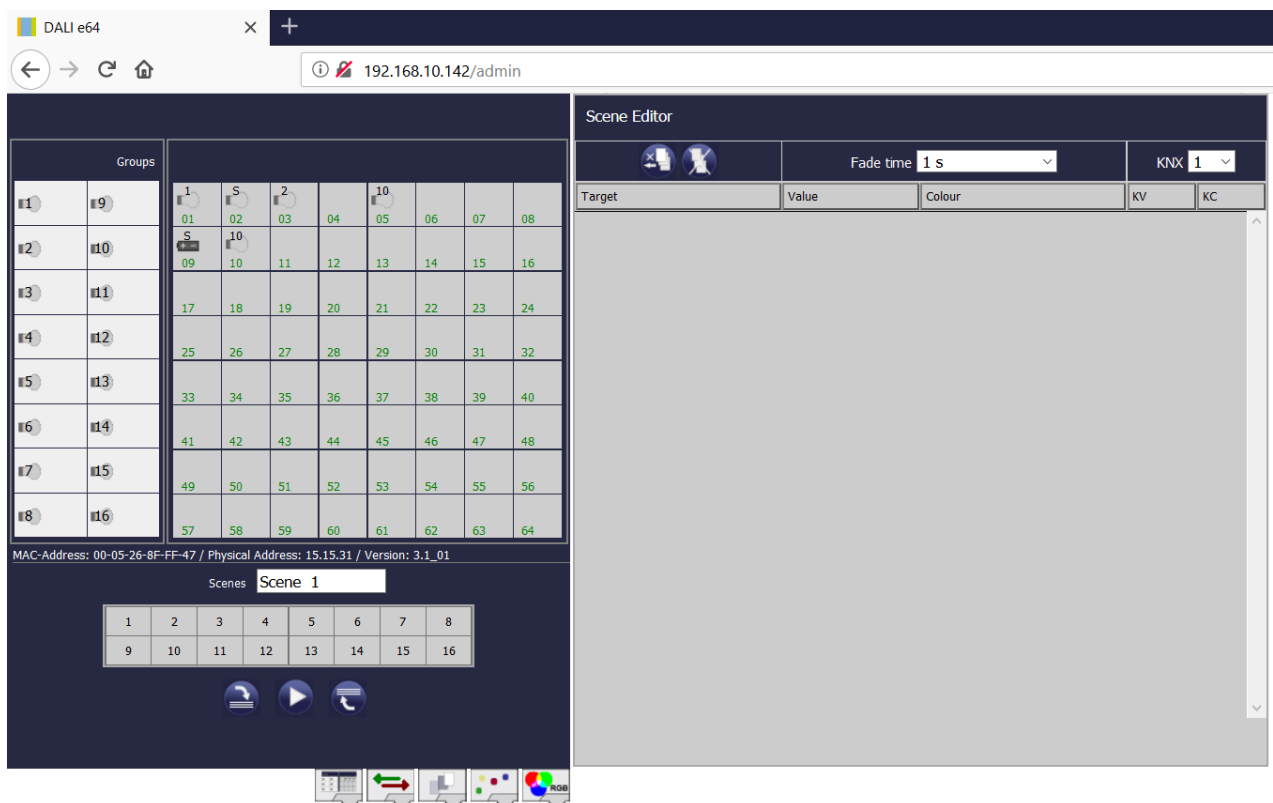 DALI e64
192.168.10.142/admin
Scene Editor
Groups
Fade time 1 s
KNX 1
Target Value Colour KV KC
1 9
2 10
3 11
4 12
5 13
6 14
7 15
8 16
1 S 2 10
01 02 03 04 05 06 07 08
S 10
09 10 11 12 13 14 15 16
17 18 19 20 21 22 23 24
25 26 27 28 29 30 31 32
33 34 35 36 37 38 39 40
41 42 43 44 45 46 47 48
49 50 51 52 53 54 55 56
57 58 59 60 61 62 63 64
MAC-Address: 00-05-26-8F-FF-47 / Physical Address: 15.15.31 / Version: 3.1_01
Scenes Scene 1
1 2 3 4 5 6 7 8
9 10 11 12 13 14 15 16
RGB